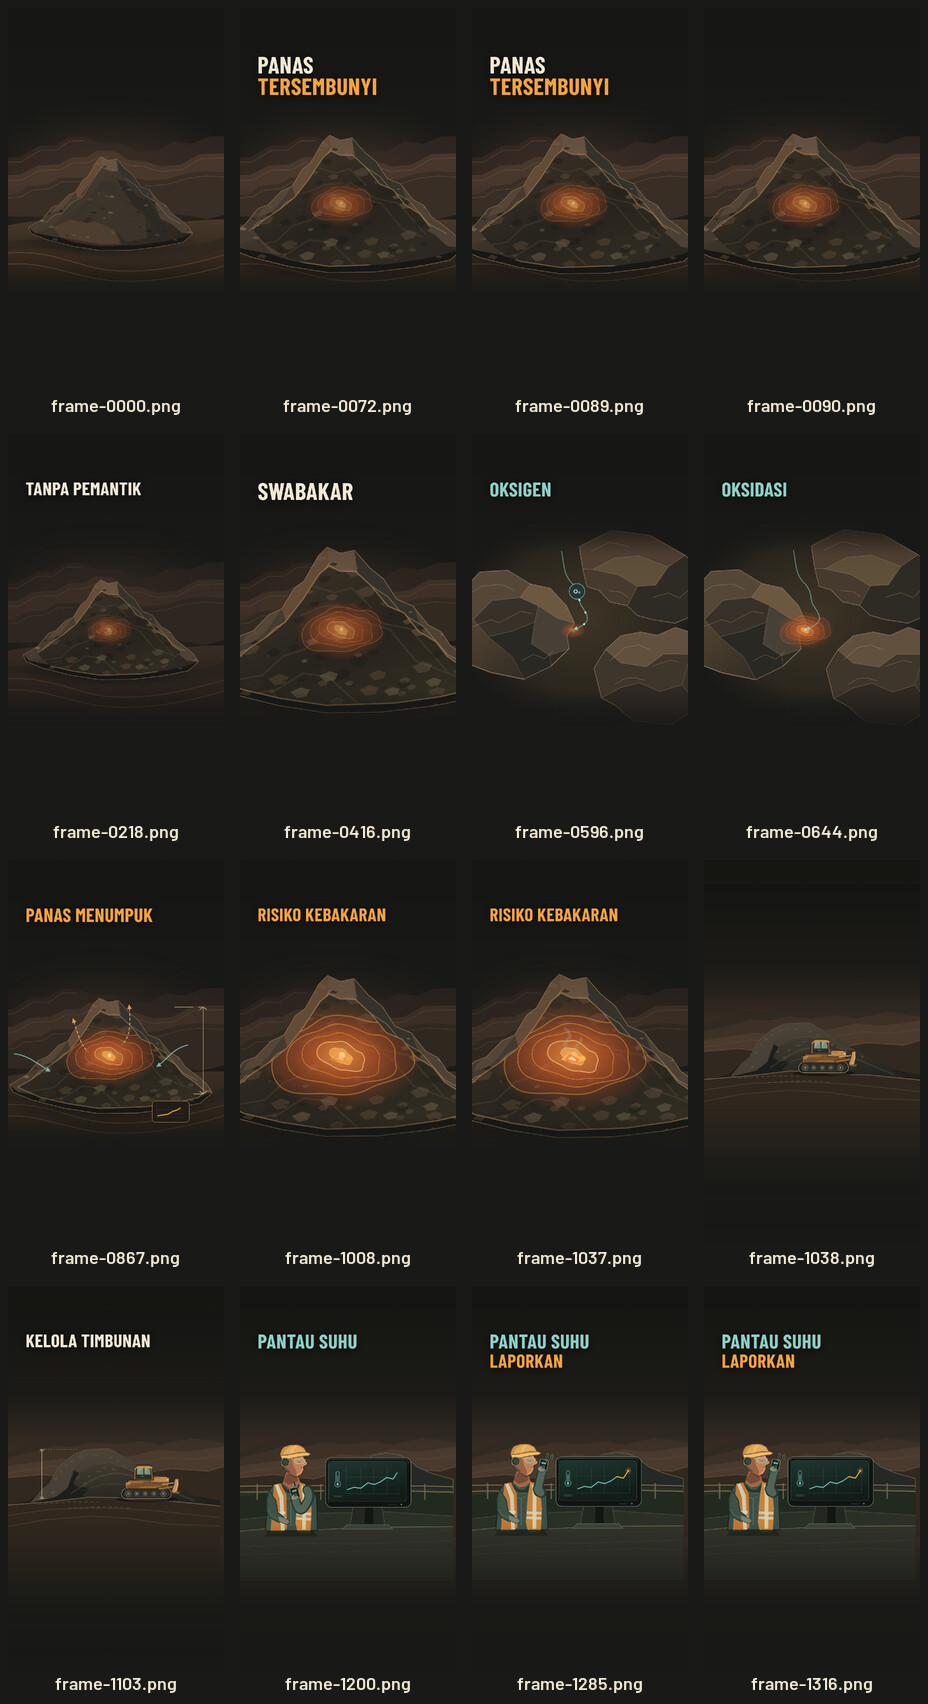 PANAS
TERSEMBUNYI
PANAS
TERSEMBUNYI
frame-0000.png
frame-0072.png
frame-0089.png
frame-0090.png
TANPA PEMANTIK
SWABAKAR
OKSIGEN
OKSIDASI
O₂
frame-0218.png
frame-0416.png
frame-0596.png
frame-0644.png
PANAS MENUMPUK
RISIKO KEBAKARAN
RISIKO KEBAKARAN
frame-0867.png
frame-1008.png
frame-1037.png
frame-1038.png
KELOLA TIMBUNAN
PANTAU SUHU
PANTAU SUHU
LAPORKAN
PANTAU SUHU
LAPORKAN
frame-1103.png
frame-1200.png
frame-1285.png
frame-1316.png